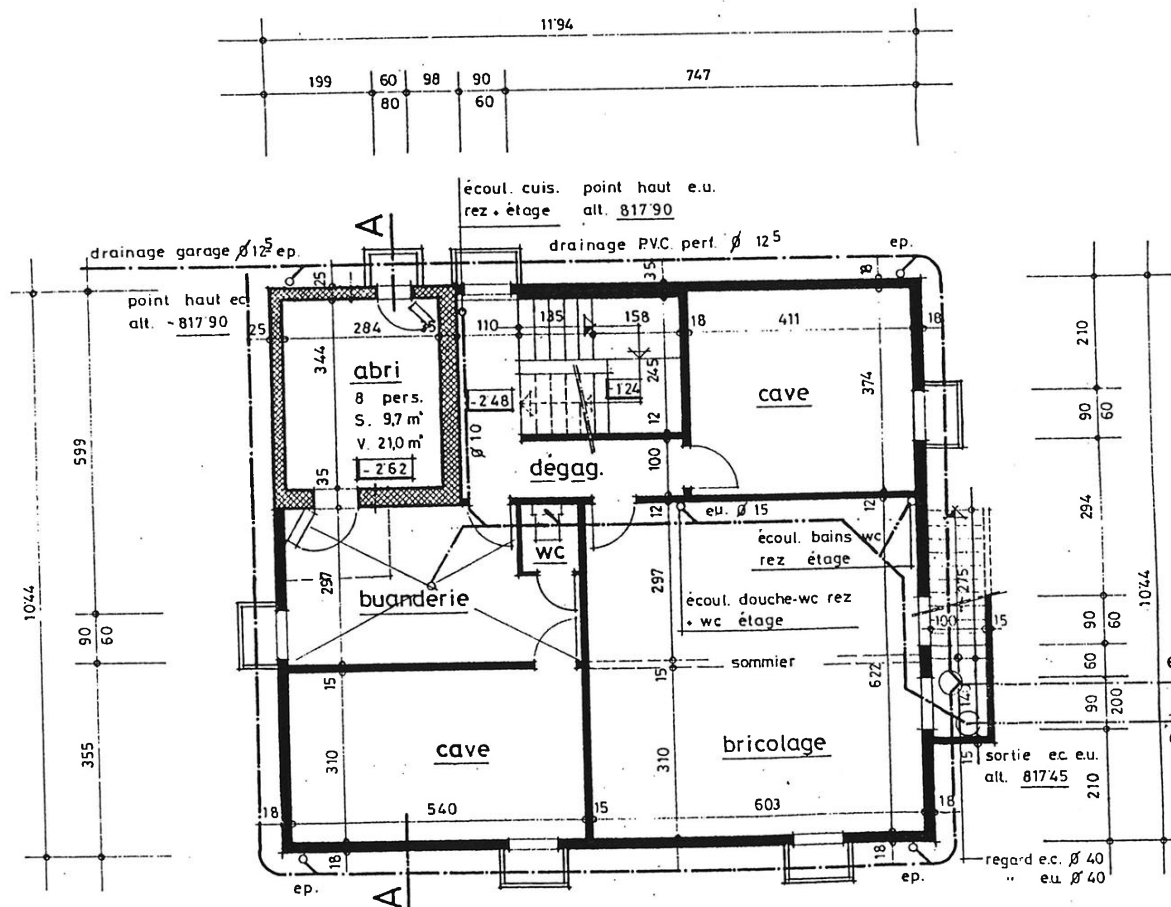 11'94
199 60 98 90 747
80 60
écoul. cuis. point haut e.u.
rez + étage alt. 817'90
A
drainage garage Ø 12⁵ ep.
drainage P.V.C. perf. Ø 12⁵ ep.
point haut ec.
alt. -817'90
25 35 18
25 284 35 110 135 158 18 411 18
344
abri
8 pers.
S. 9,7 m²
V. 21,0 m³
-2'62
35
-2'48
-1'24
245
12
Ø 10
dégag.
100
12
cave
374
12
599
90
60
355
10'44
210
90
60
294
90
60
60
90
200
210
10'44
eu. Ø 15
écoul. bains wc
rez étage
wc
297
buanderie
297
écoul. douche-wc rez
+ wc étage
275
100 15
sommier
15
15
622
145
cave
310
bricolage
310
15
sortie e.c. e.u.
alt. 817'45
18 540 15 603 18
18
18
regard e.c. Ø 40
" e.u. Ø 40
ep.
ep.
A